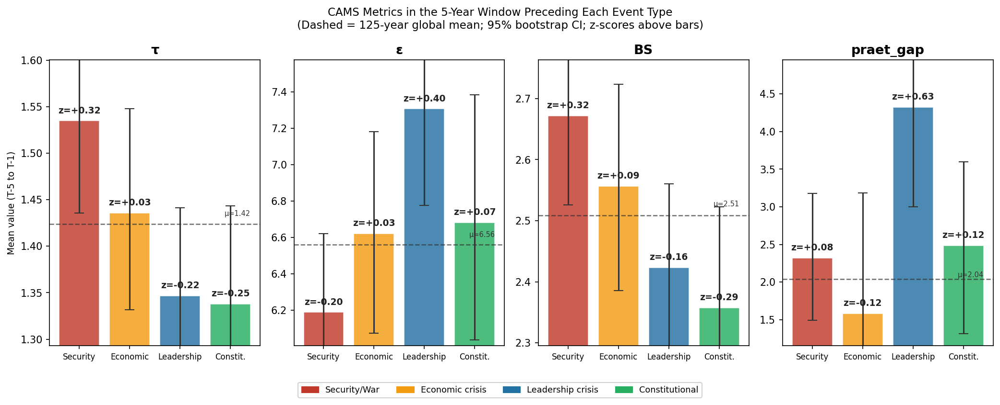 CAMS Metrics in the 5-Year Window Preceding Each Event Type
(Dashed = 125-year global mean; 95% bootstrap CI; z-scores above bars)
τ
Mean value (T-5 to T-1)
1.60
1.55
1.50
1.45
1.40
1.35
1.30
z=+0.32
z=+0.03
z=-0.22
z=-0.25
μ=1.42
Security
Economic
Leadership
Constit.
ε
7.4
7.2
7.0
6.8
6.6
6.4
6.2
z=-0.20
z=+0.03
z=+0.40
z=+0.07
μ=6.56
Security
Economic
Leadership
Constit.
BS
2.7
2.6
2.5
2.4
2.3
z=+0.32
z=+0.09
z=-0.16
z=-0.29
μ=2.51
Security
Economic
Leadership
Constit.
praet_gap
4.5
4.0
3.5
3.0
2.5
2.0
1.5
z=+0.08
z=-0.12
z=+0.63
z=+0.12
μ=2.04
Security
Economic
Leadership
Constit.
Security/War
Economic crisis
Leadership crisis
Constitutional